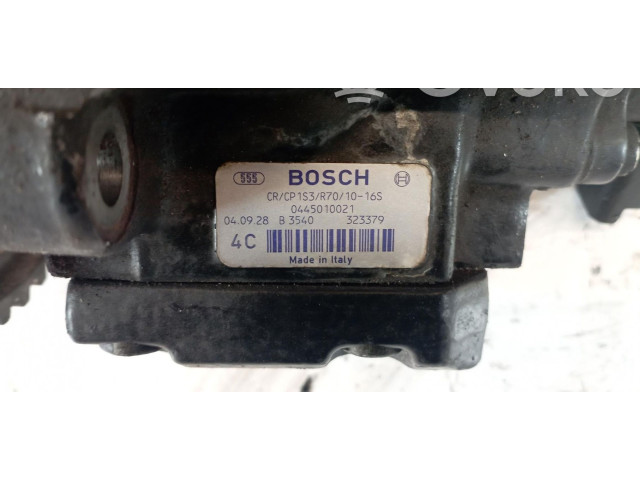 555 BOSCH
CR/CP1S3/R70/10-16S
0445010021
04.09.28 B 3540 323379
4C
Made in Italy